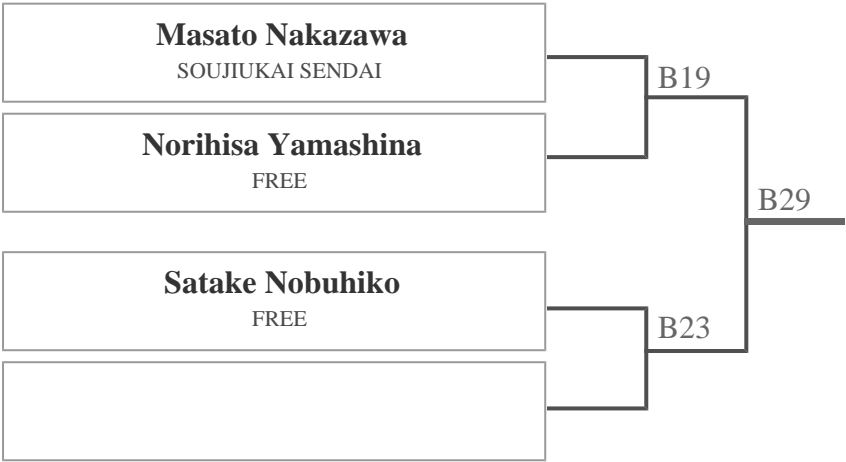 Masato Nakazawa
SOUJIUKAI SENDAI
B19
Norihisa Yamashina
FREE
B29
Satake Nobuhiko
FREE
B23